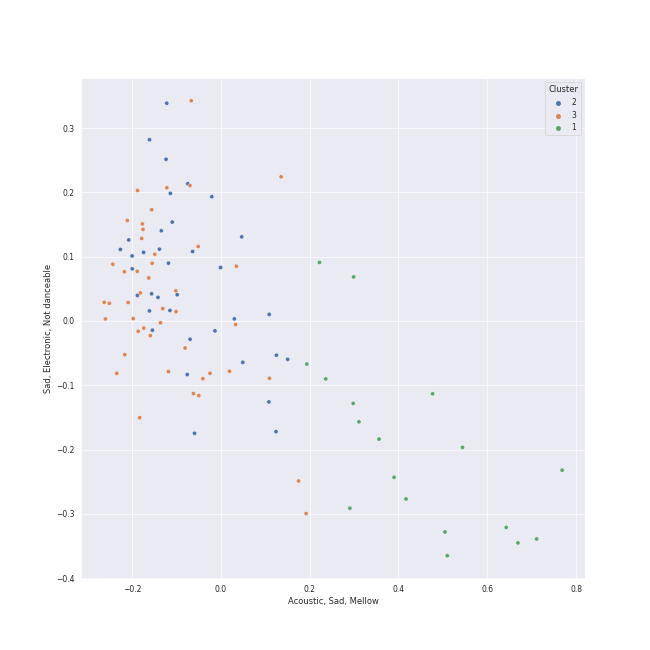 Cluster
2
3
1
0.3
0.2
0.1
0.0
−0.1
−0.2
−0.3
−0.4
Sad, Electronic, Not danceable
−0.2 0.0 0.2 0.4 0.6 0.8
Acoustic, Sad, Mellow